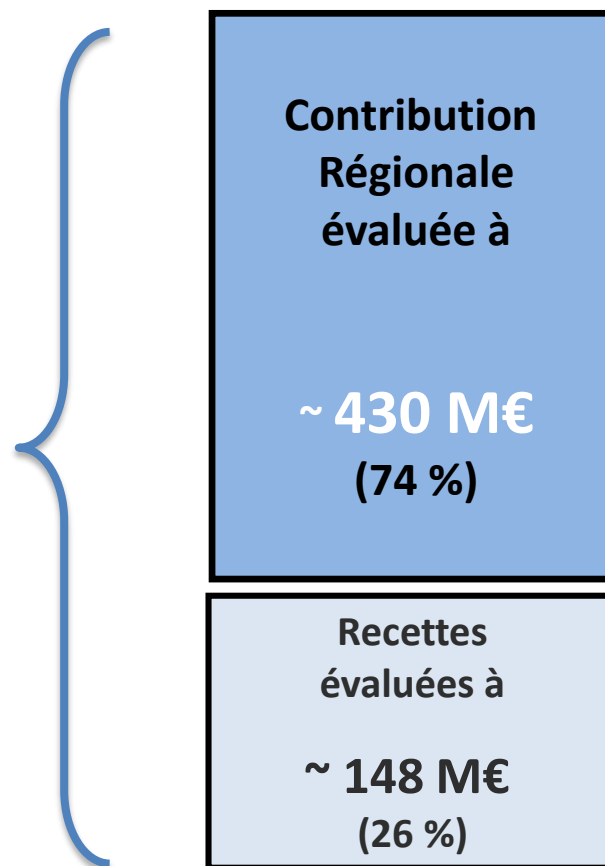 Contribution
Régionale
évaluée à
~ 430 M€
(74 %)
Recettes
évaluées à
~ 148 M€
(26 %)